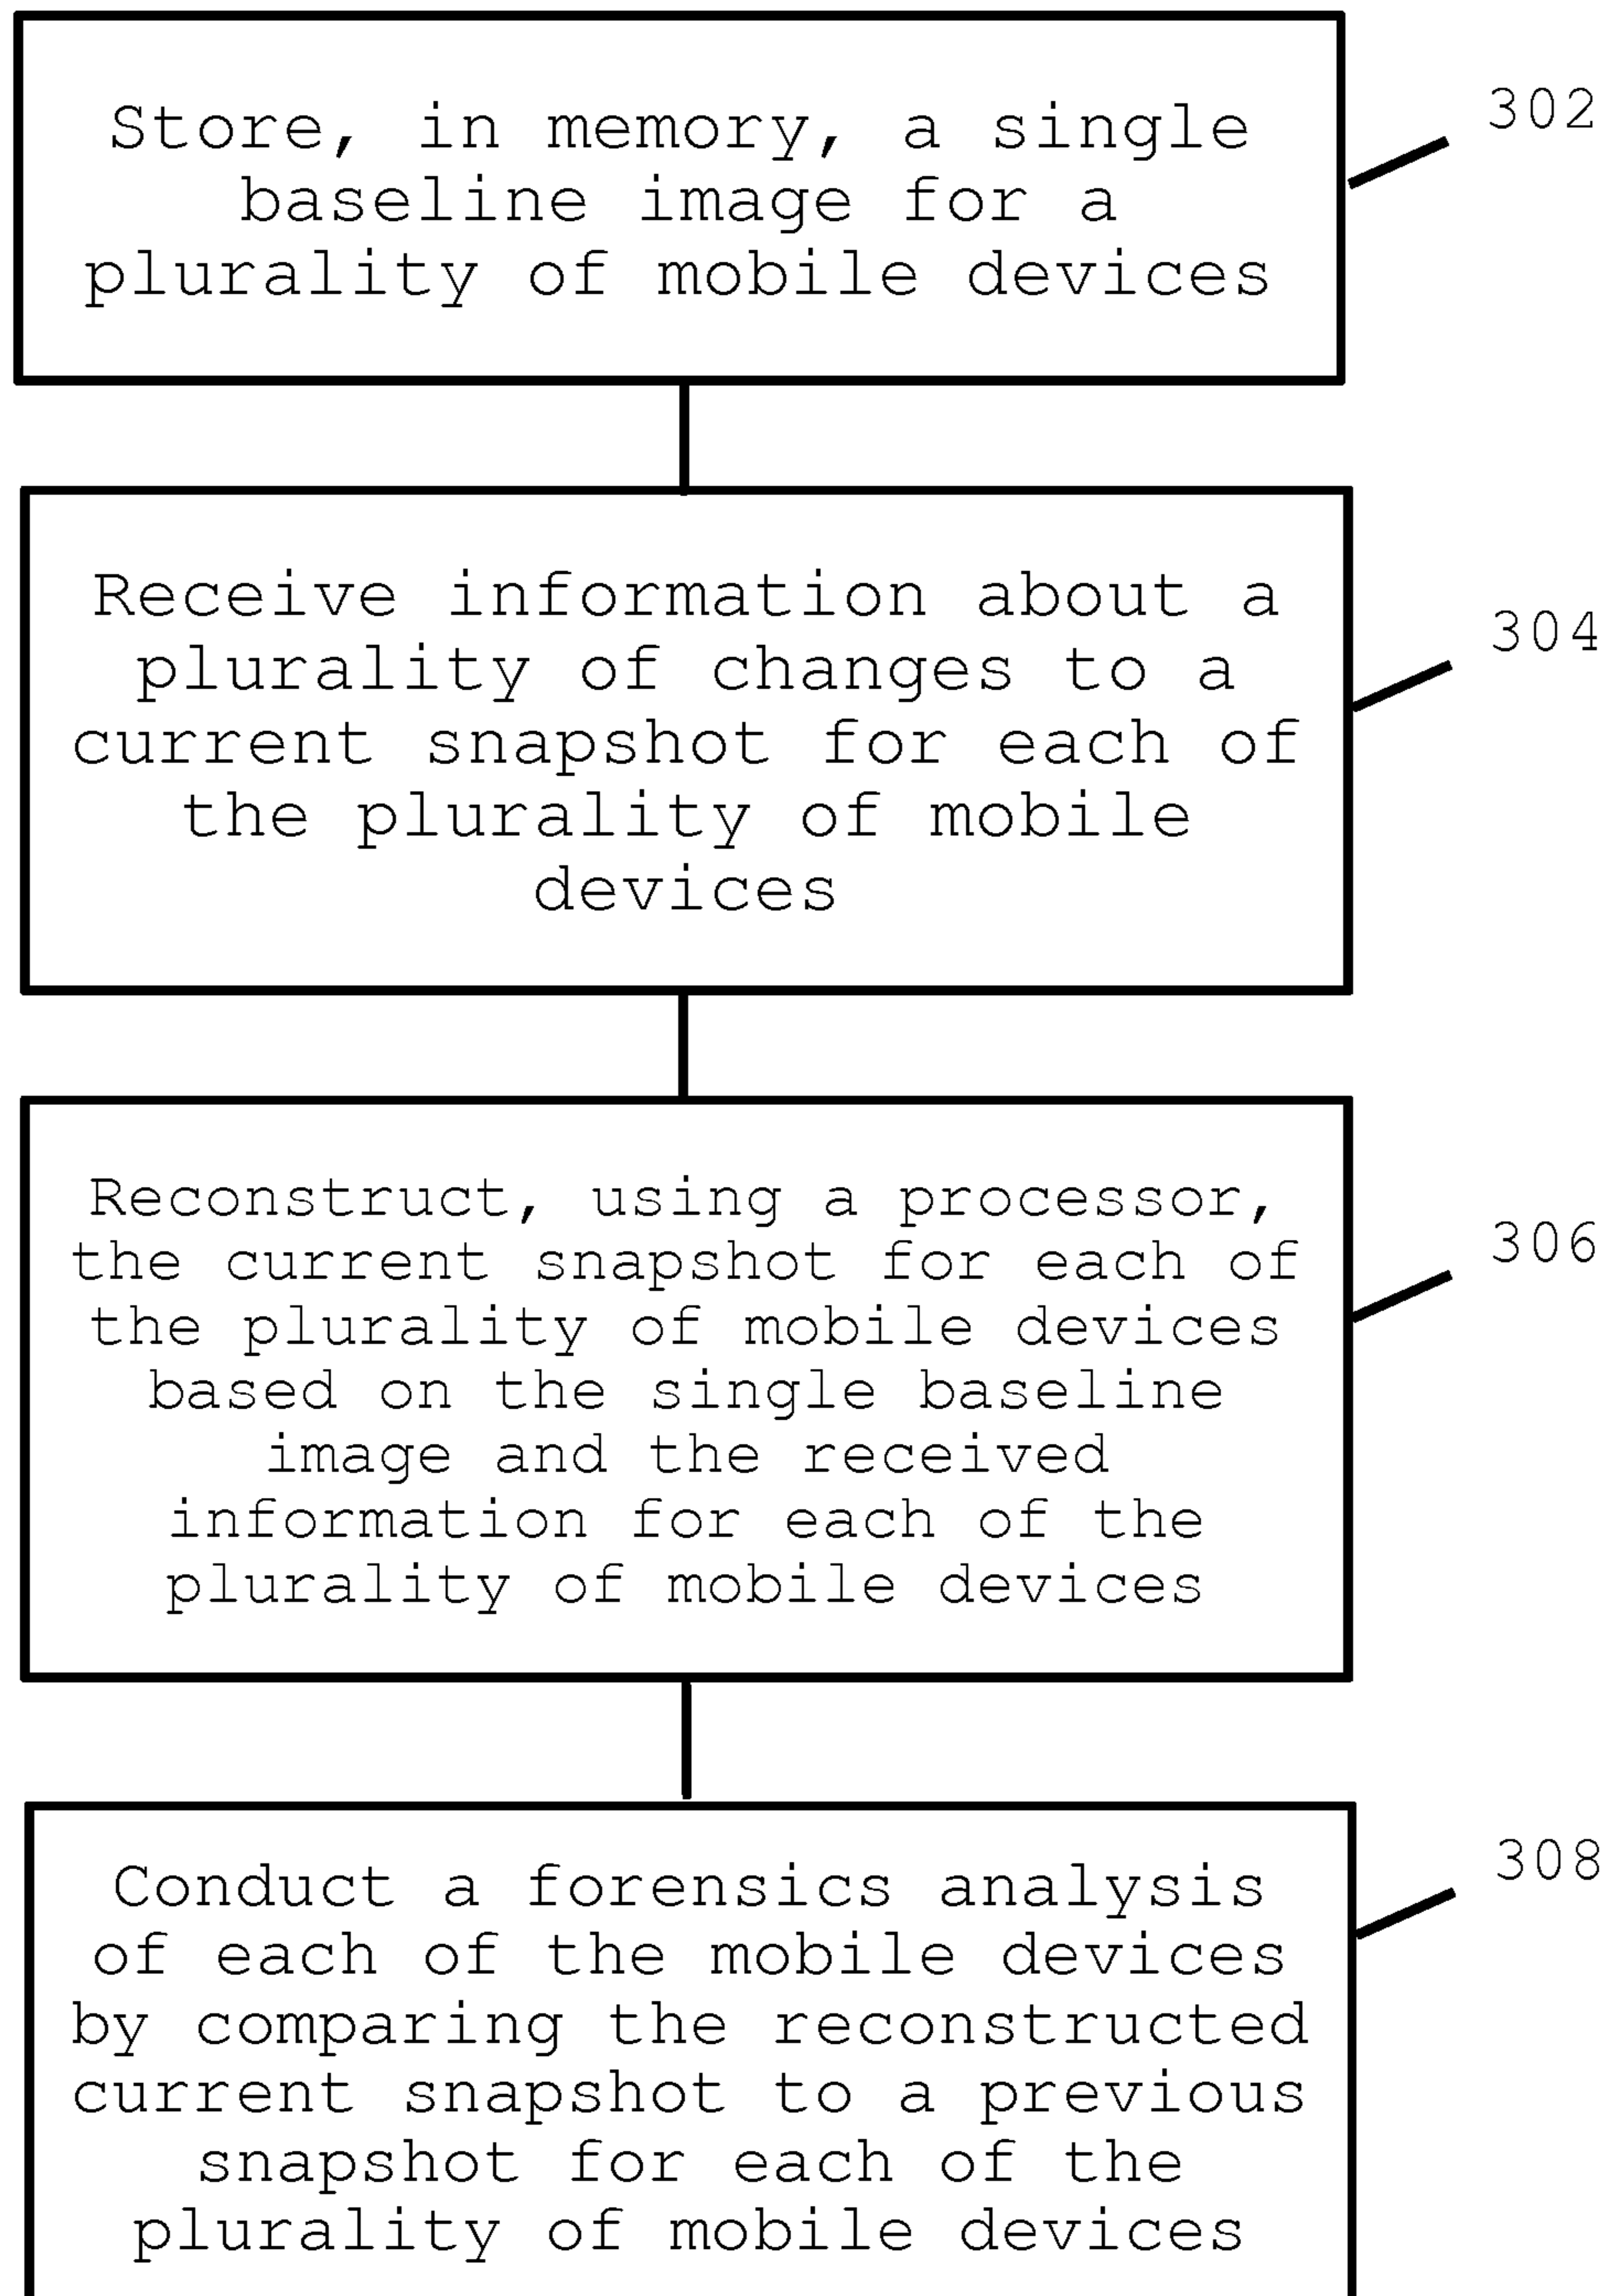 Store, in memory, a single
baseline image for a
plurality of mobile devices
302
Receive information about a
plurality of changes to a
current snapshot for each of
the plurality of mobile
devices
304
Reconstruct, using a processor,
the current snapshot for each of
the plurality of mobile devices
based on the single baseline
image and the received
information for each of the
plurality of mobile devices
306
Conduct a forensics analysis
of each of the mobile devices
by comparing the reconstructed
current snapshot to a previous
snapshot for each of the
plurality of mobile devices
308